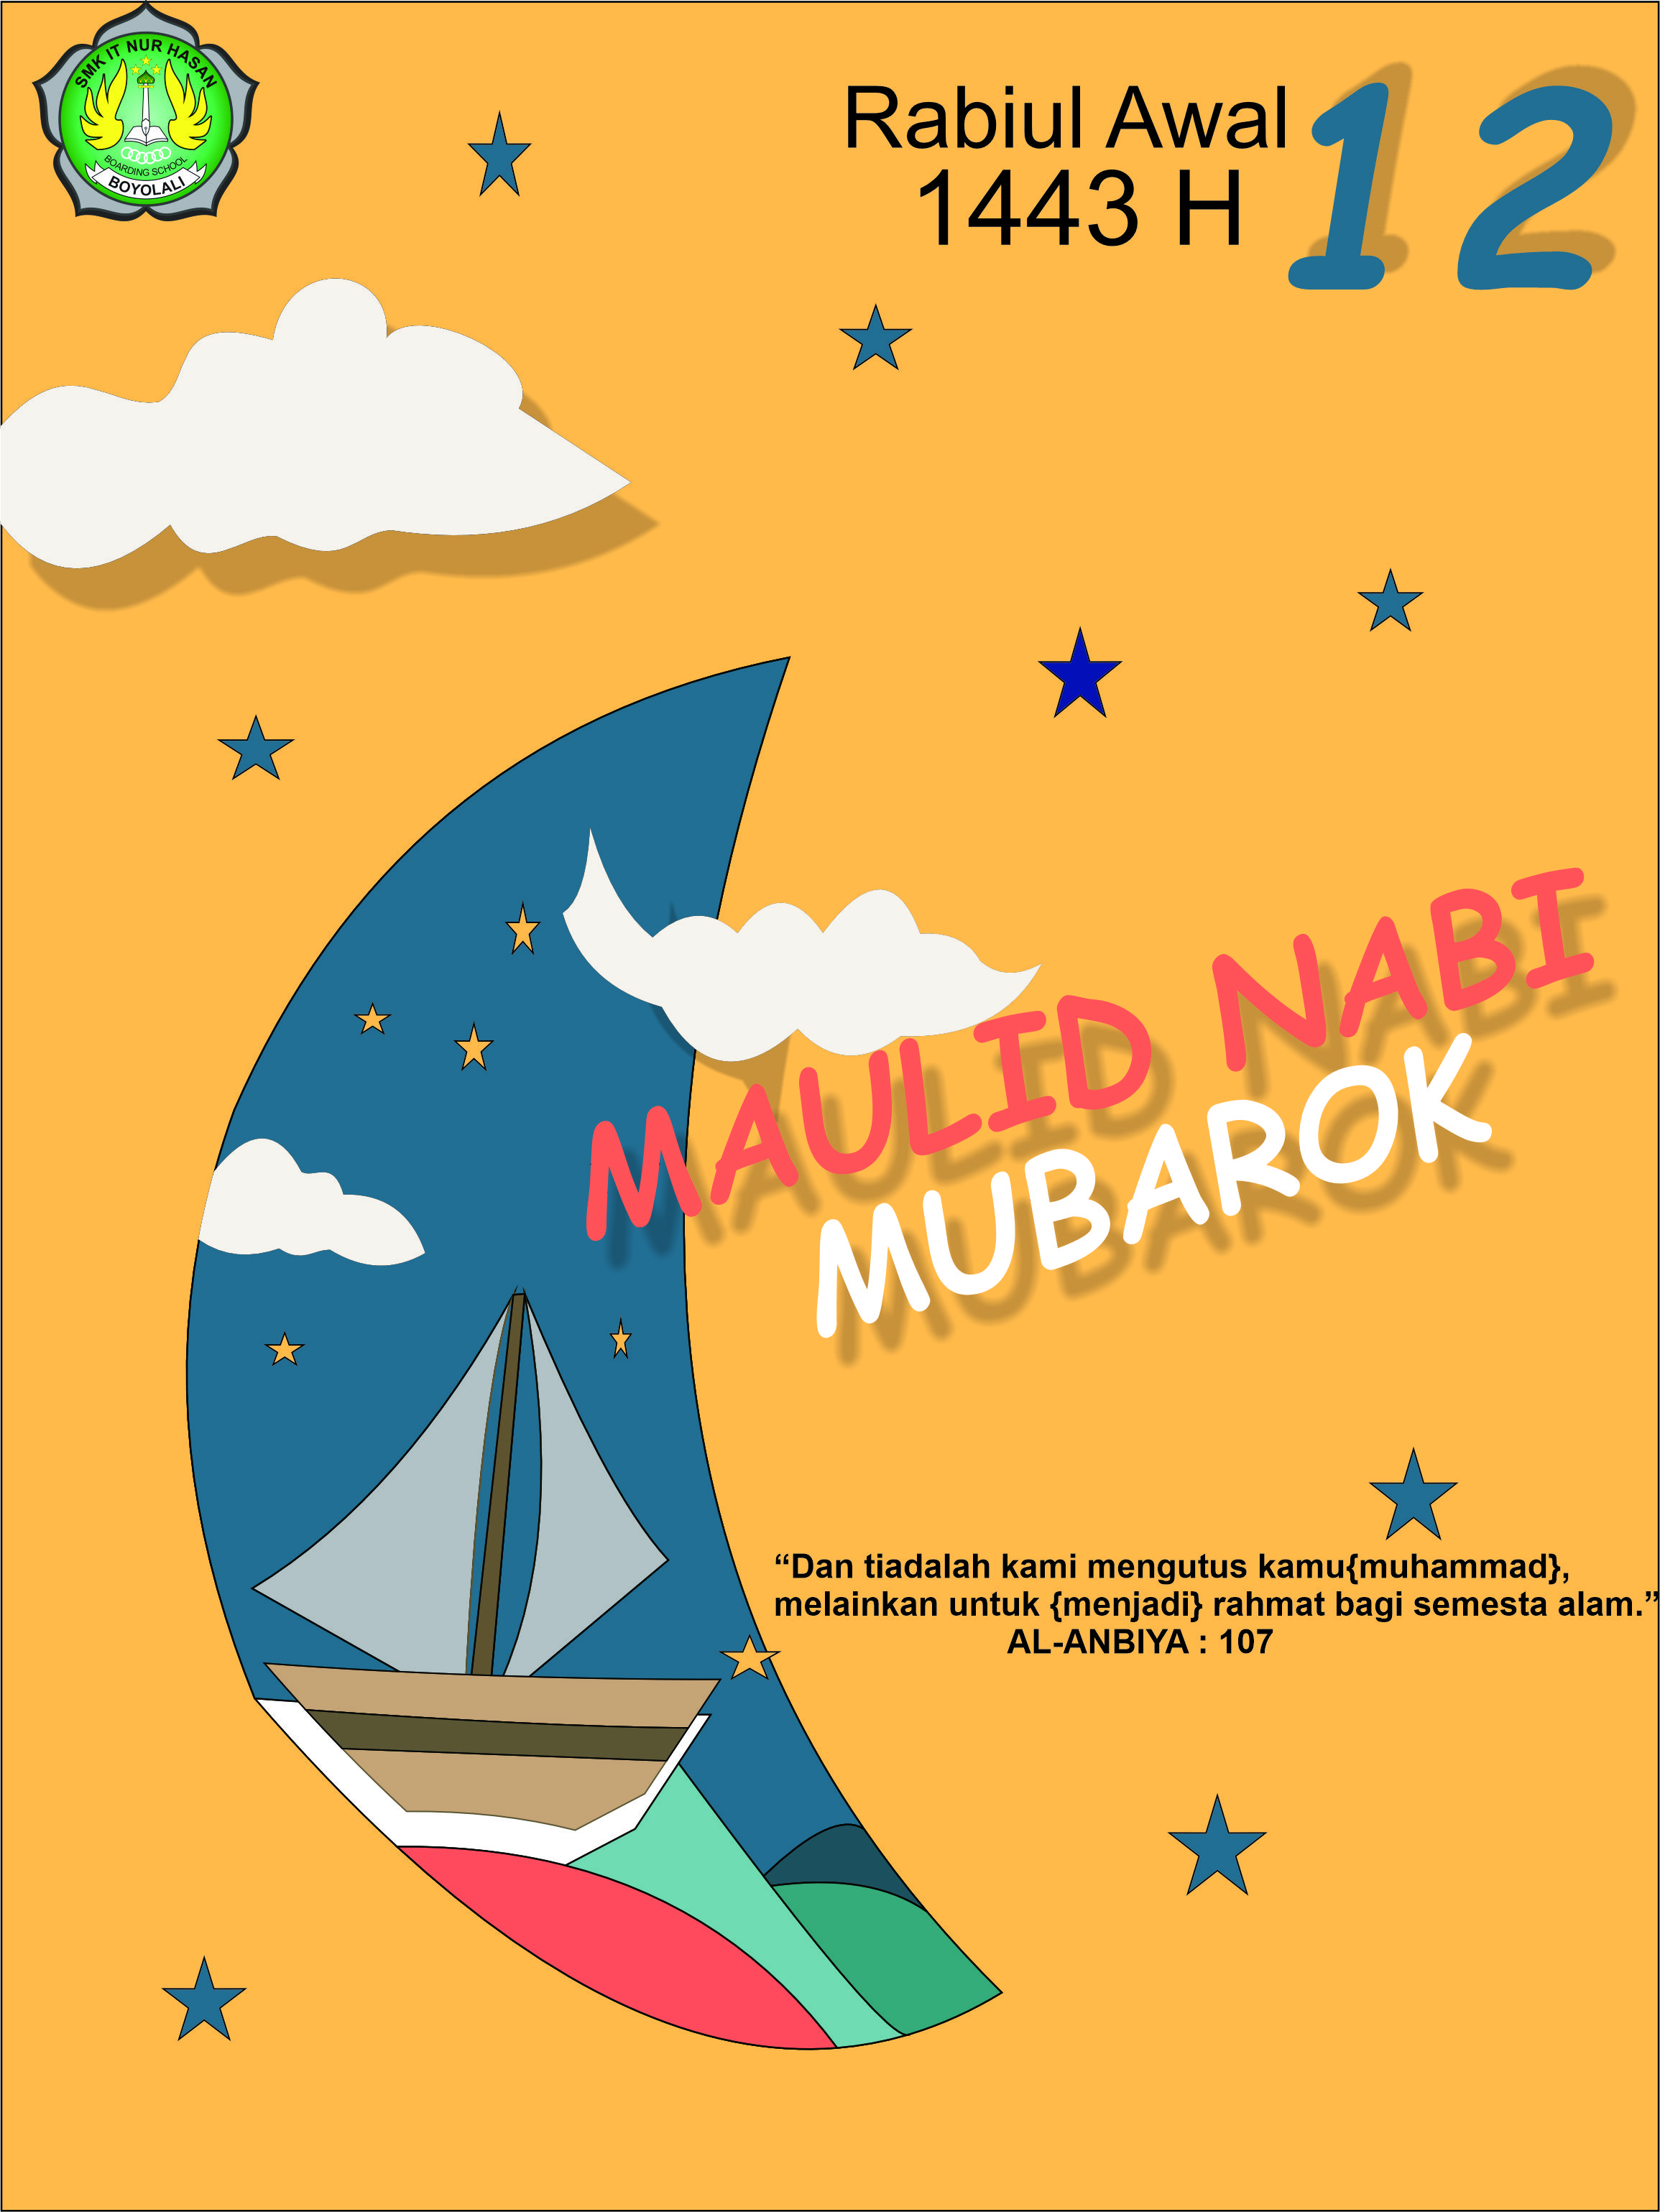 SMK IT NUR HASAN
BOARDING SCHOOL
BOYOLALI
Rabiul Awal
1443 H
12
MAULID NABI
MUBAROK
“Dan tiadalah kami mengutus kamu{muhammad},
melainkan untuk {menjadi} rahmat bagi semesta alam.”
AL-ANBIYA : 107